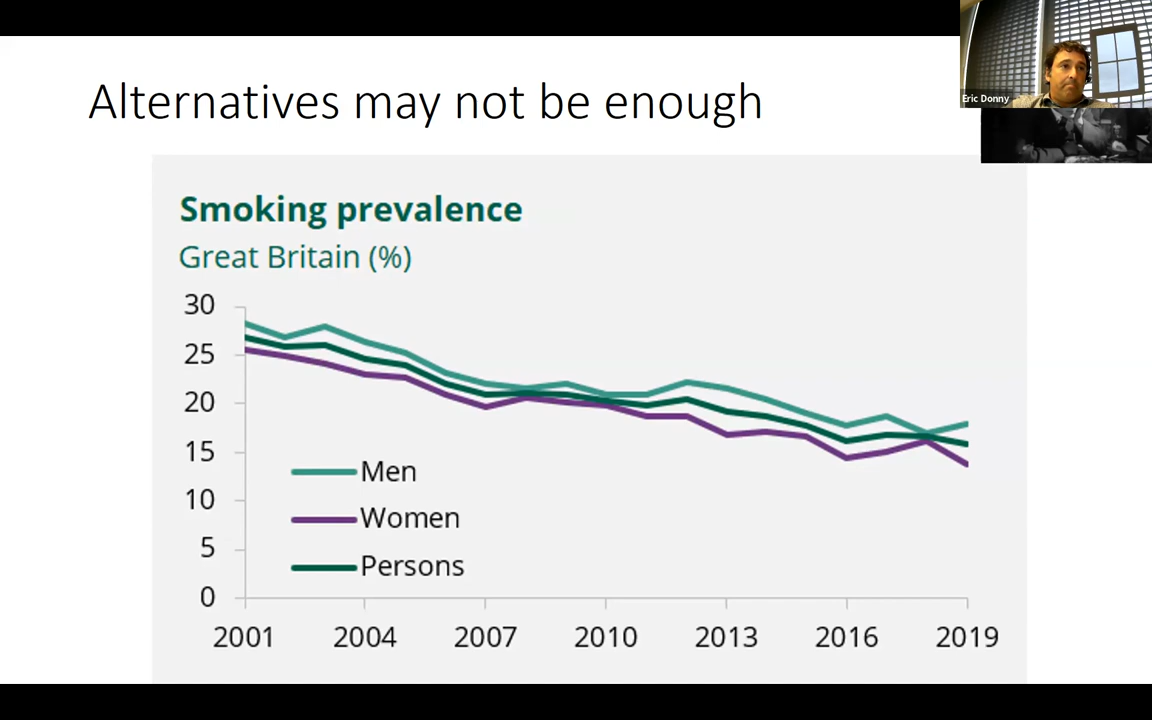 Alternatives may not be enough
Eric Donny
Smoking prevalence
Great Britain (%)
30
25
20
15
10
5
0
Men
Women
Persons
2001 2004 2007 2010 2013 2016 2019